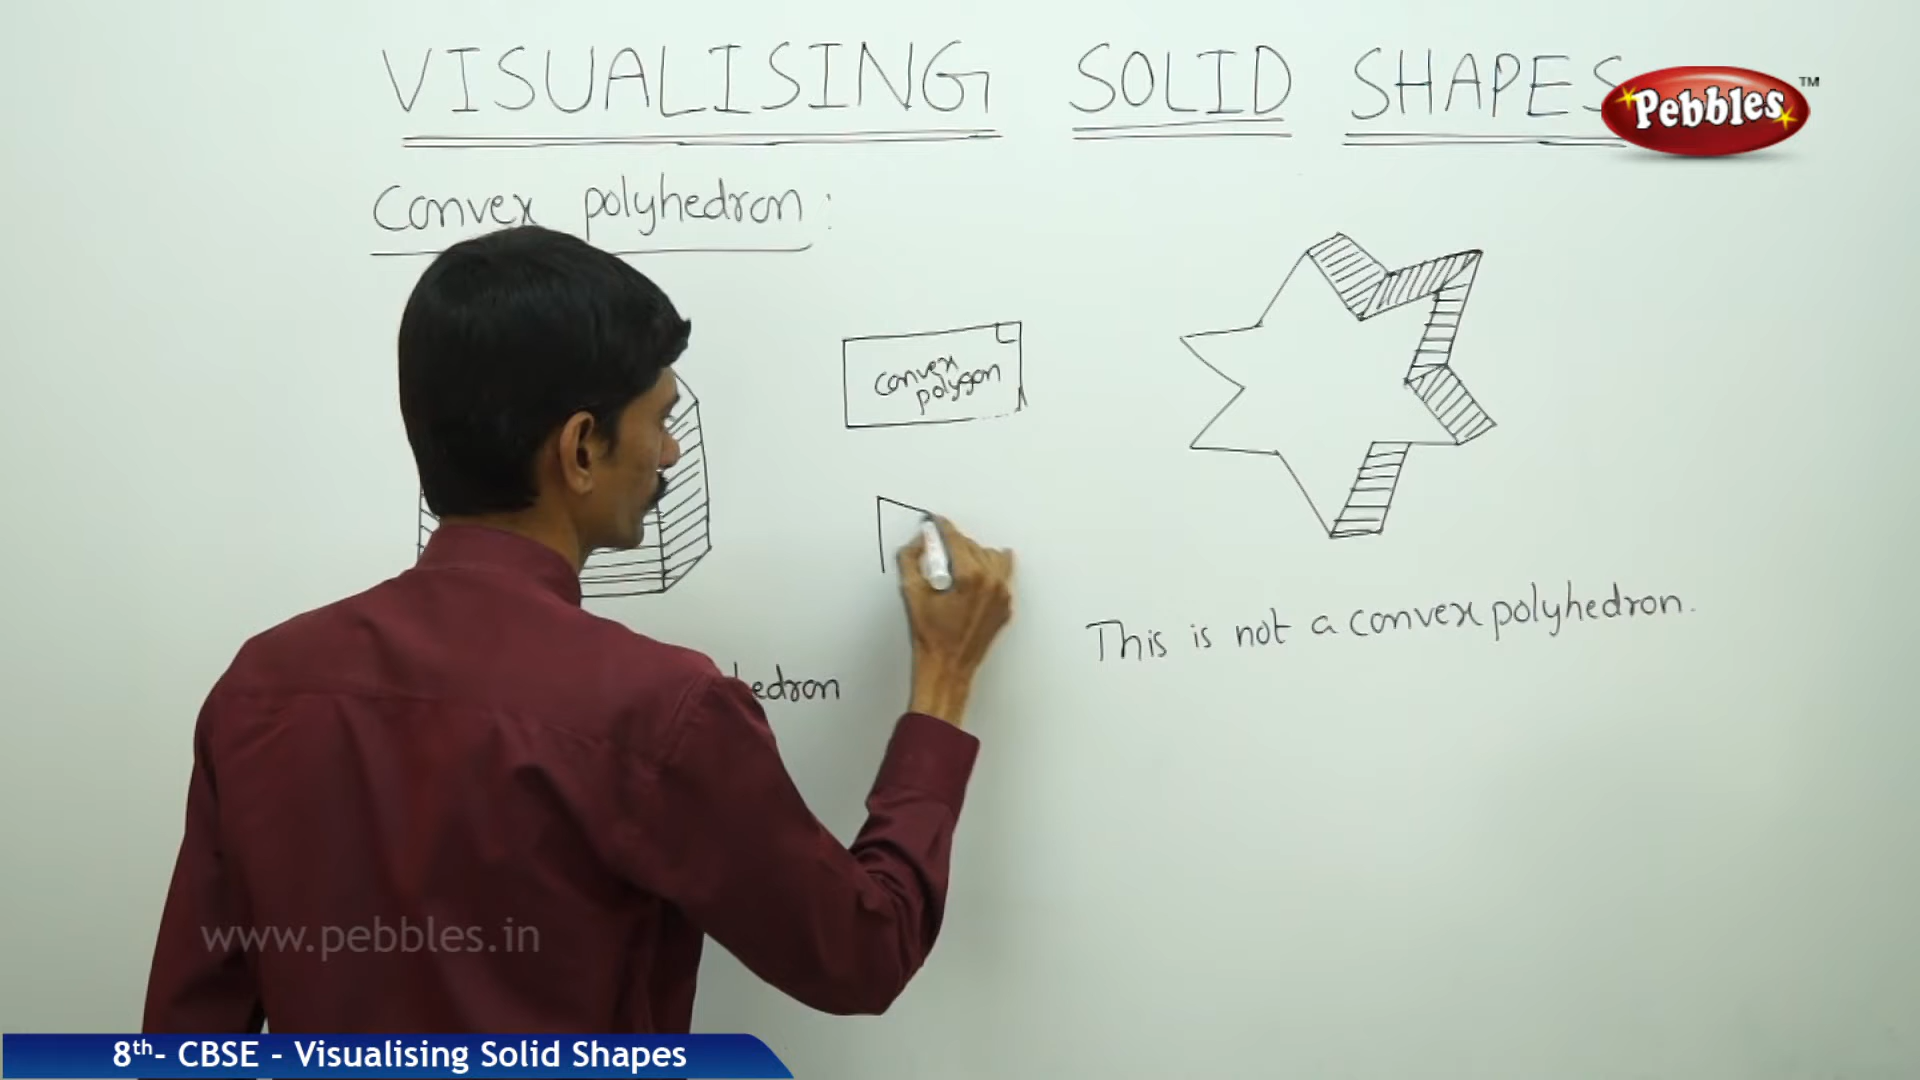 VISUALISING SOLID SHAPES
Pebbles™
Convex polyhedron:
convex
polygon
This is not a convex polyhedron.
hedron
www.pebbles.in
8th- CBSE - Visualising Solid Shapes